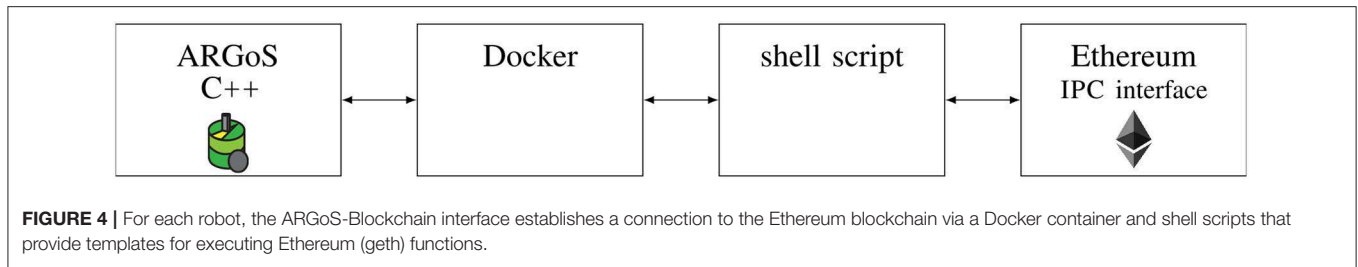 ARGoS
C++
Docker
shell script
Ethereum
IPC interface
FIGURE 4 | For each robot, the ARGoS-Blockchain interface establishes a connection to the Ethereum blockchain via a Docker container and shell scripts that
provide templates for executing Ethereum (geth) functions.